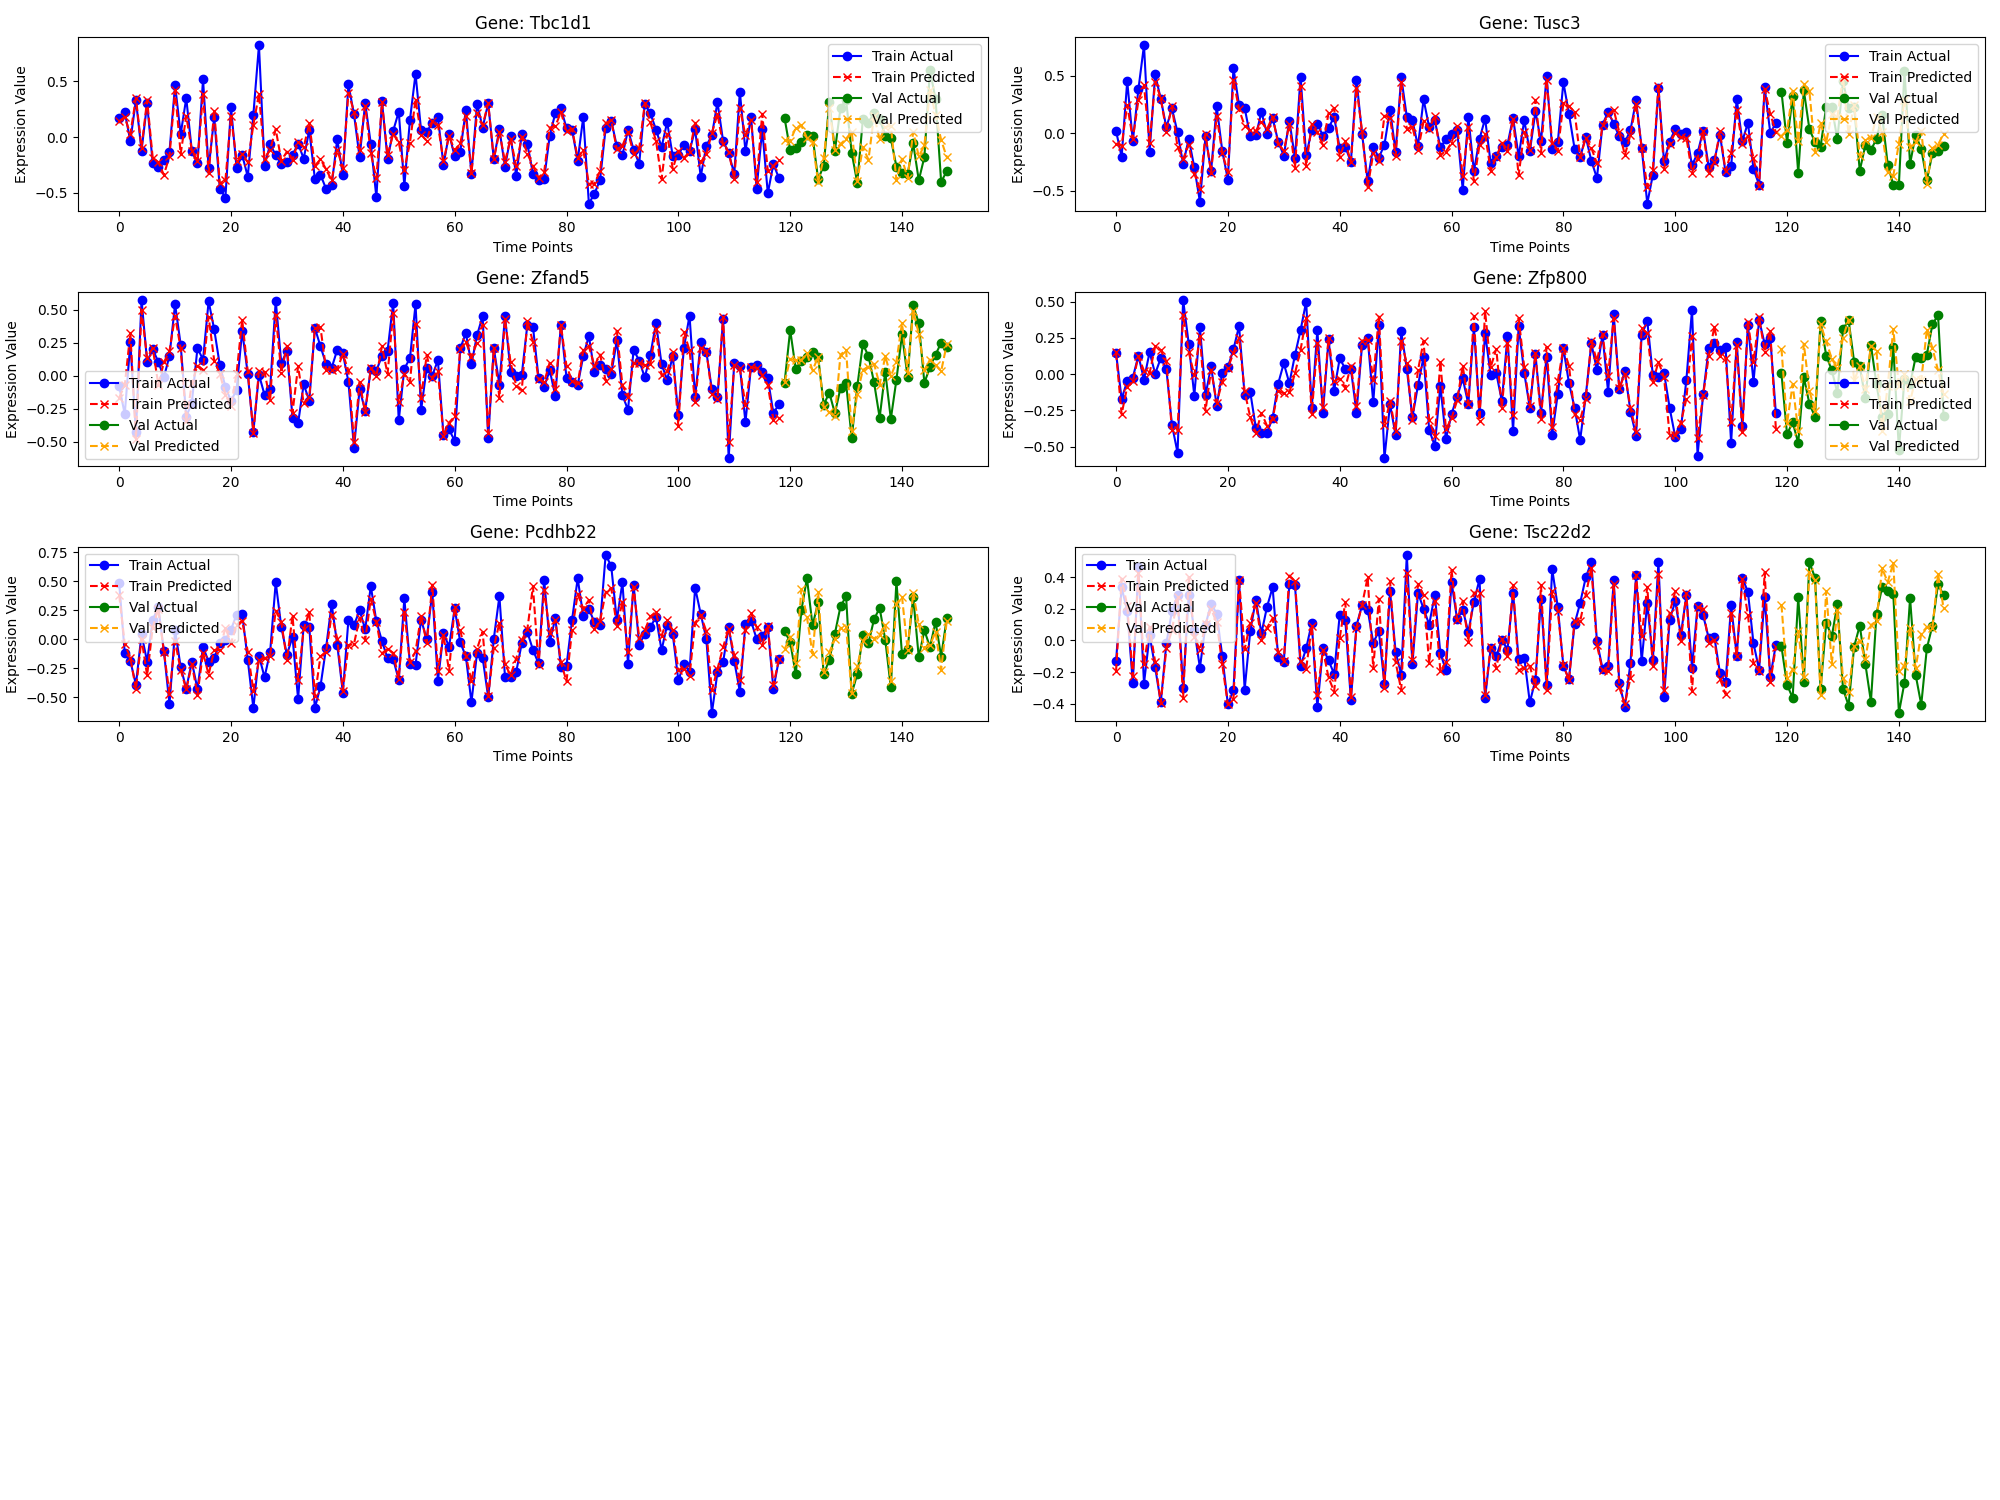 Gene: Tbc1d1
Expression Value
0.5
0.0
−0.5
Train Actual
Train Predicted
Val Actual
Val Predicted
0 20 40 60 80 100 120 140
Time Points
Gene: Tusc3
Expression Value
0.5
0.0
−0.5
Train Actual
Train Predicted
Val Actual
Val Predicted
0 20 40 60 80 100 120 140
Time Points
Gene: Zfand5
Expression Value
0.50
0.25
0.00
−0.25
−0.50
Train Actual
Train Predicted
Val Actual
Val Predicted
0 20 40 60 80 100 120 140
Time Points
Gene: Zfp800
Expression Value
0.50
0.25
0.00
−0.25
−0.50
Train Actual
Train Predicted
Val Actual
Val Predicted
0 20 40 60 80 100 120 140
Time Points
Gene: Pcdhb22
Expression Value
0.75
0.50
0.25
0.00
−0.25
−0.50
Train Actual
Train Predicted
Val Actual
Val Predicted
0 20 40 60 80 100 120 140
Time Points
Gene: Tsc22d2
Expression Value
0.4
0.2
0.0
−0.2
−0.4
Train Actual
Train Predicted
Val Actual
Val Predicted
0 20 40 60 80 100 120 140
Time Points